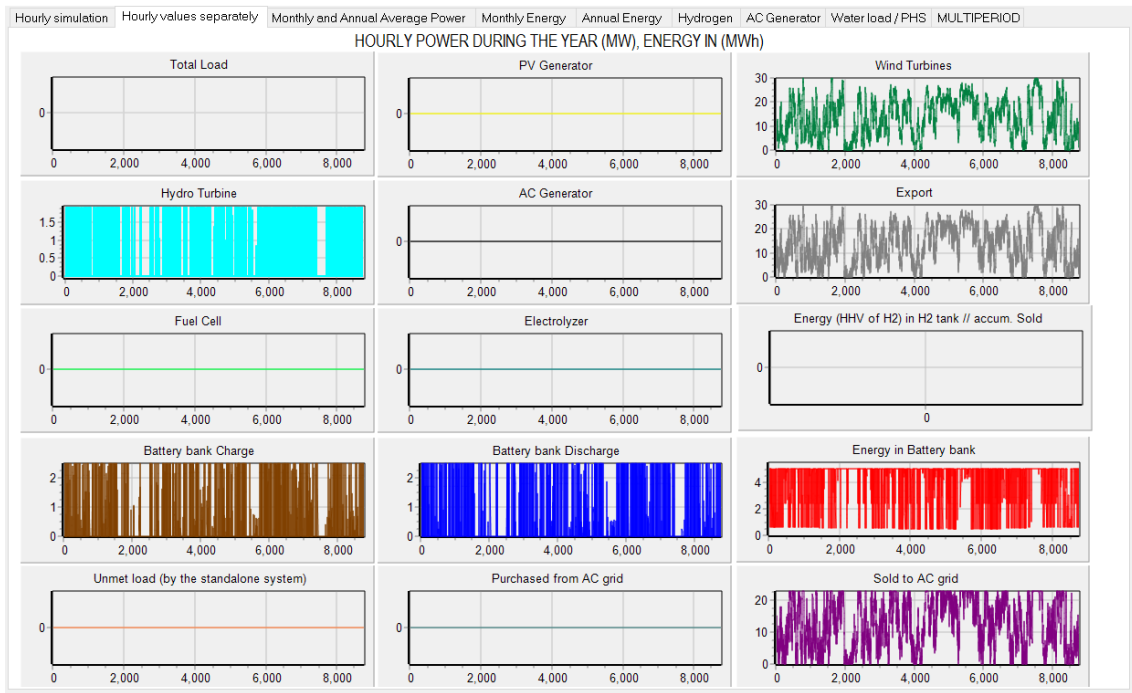 Hourly simulation Hourly values separately Monthly and Annual Average Power Monthly Energy Annual Energy Hydrogen AC Generator Water load / PHS MULTIPERIOD
HOURLY POWER DURING THE YEAR (MW), ENERGY IN (MWh)
Total Load
0
0 2,000 4,000 6,000 8,000
PV Generator
0
0 2,000 4,000 6,000 8,000
Wind Turbines
30
20
10
0
0 2,000 4,000 6,000 8,000
Hydro Turbine
1.5
1
0.5
0
0 2,000 4,000 6,000 8,000
AC Generator
0
0 2,000 4,000 6,000 8,000
Export
30
20
10
0
0 2,000 4,000 6,000 8,000
Fuel Cell
0
0 2,000 4,000 6,000 8,000
Electrolyzer
0
0 2,000 4,000 6,000 8,000
Energy (HHV of H2) in H2 tank // accum. Sold
0
0
Battery bank Charge
2
1
0
0 2,000 4,000 6,000 8,000
Battery bank Discharge
2
1
0
0 2,000 4,000 6,000 8,000
Energy in Battery bank
4
2
0
0 2,000 4,000 6,000 8,000
Unmet load (by the standalone system)
0
0 2,000 4,000 6,000 8,000
Purchased from AC grid
0
0 2,000 4,000 6,000 8,000
Sold to AC grid
20
10
0
0 2,000 4,000 6,000 8,000